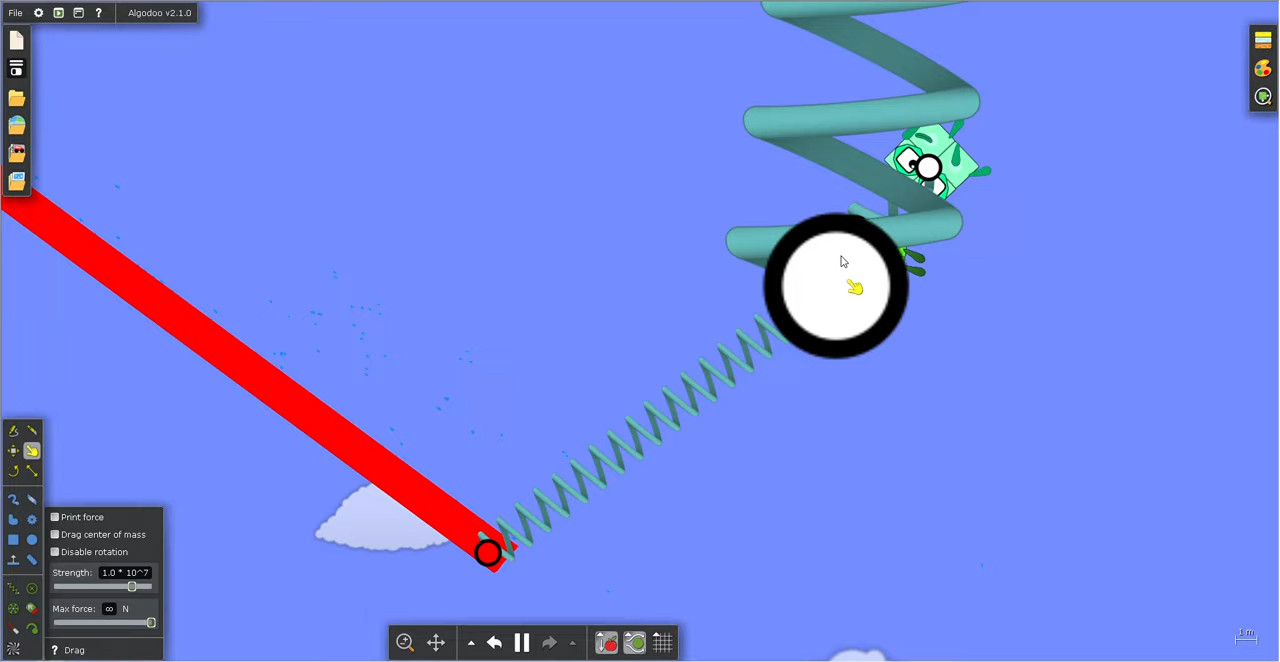 File ? Algodoo v2.1.0
Print force
Drag center of mass
Disable rotation
Strength: 1.0 * 10^7
Max force: ∞ N
? Drag
1 m